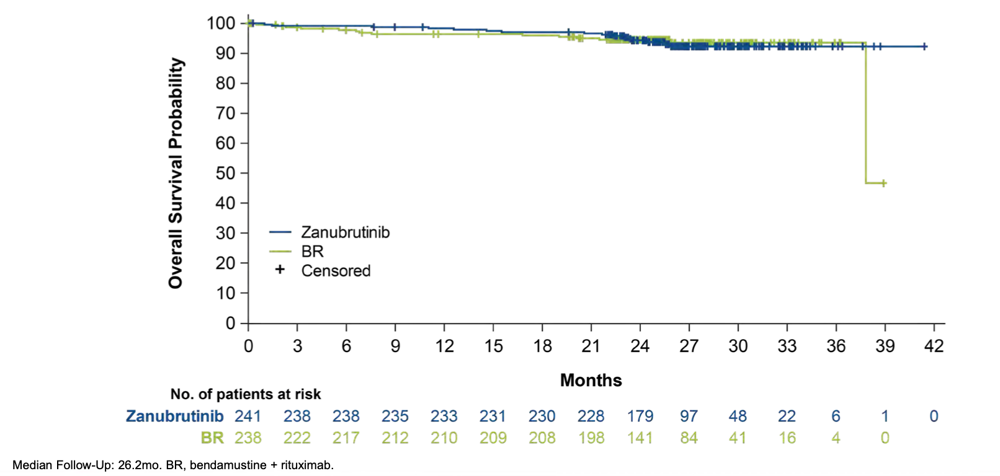 100
90
80
70
60
50
40
30
20
10
0
Overall Survival Probability
Zanubrutinib
BR
+ Censored
0 3 6 9 12 15 18 21 24 27 30 33 36 39 42
Months
No. of patients at risk
Zanubrutinib 241 238 238 235 233 231 230 228 179 97 48 22 6 1 0
BR 238 222 217 212 210 209 208 198 141 84 41 16 4 0
Median Follow-Up: 26.2mo. BR, bendamustine + rituximab.